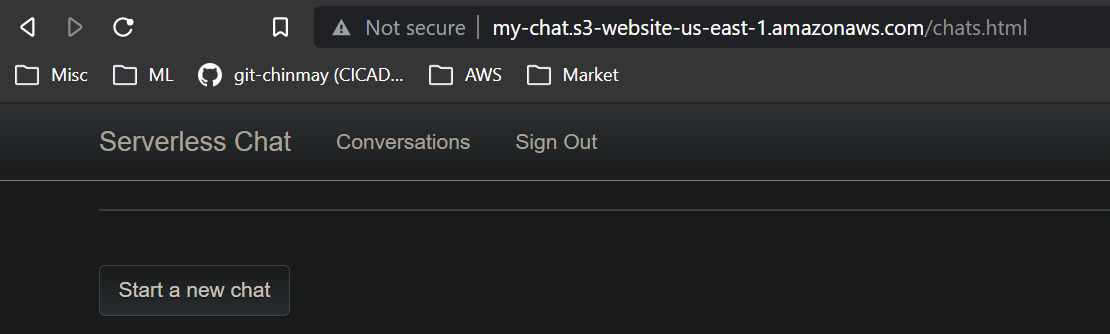 Not secure | my-chat.s3-website-us-east-1.amazonaws.com/chats.html
Misc ML git-chinmay (CICAD... AWS Market
Serverless Chat Conversations Sign Out
Start a new chat